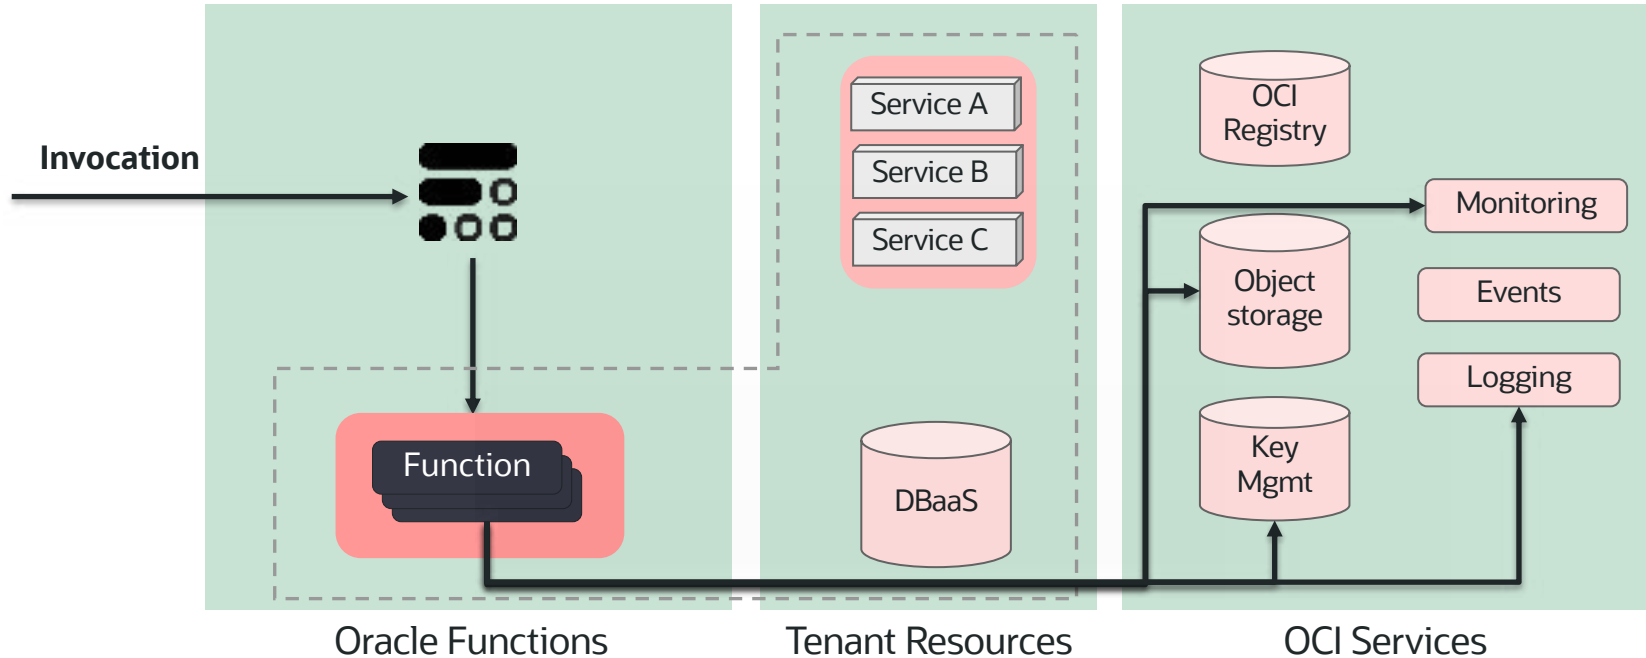 Invocation
Function
Oracle Functions
Service A
Service B
Service C
DBaaS
Tenant Resources
OCI
Registry
Object
storage
Key
Mgmt
Monitoring
Events
Logging
OCI Services